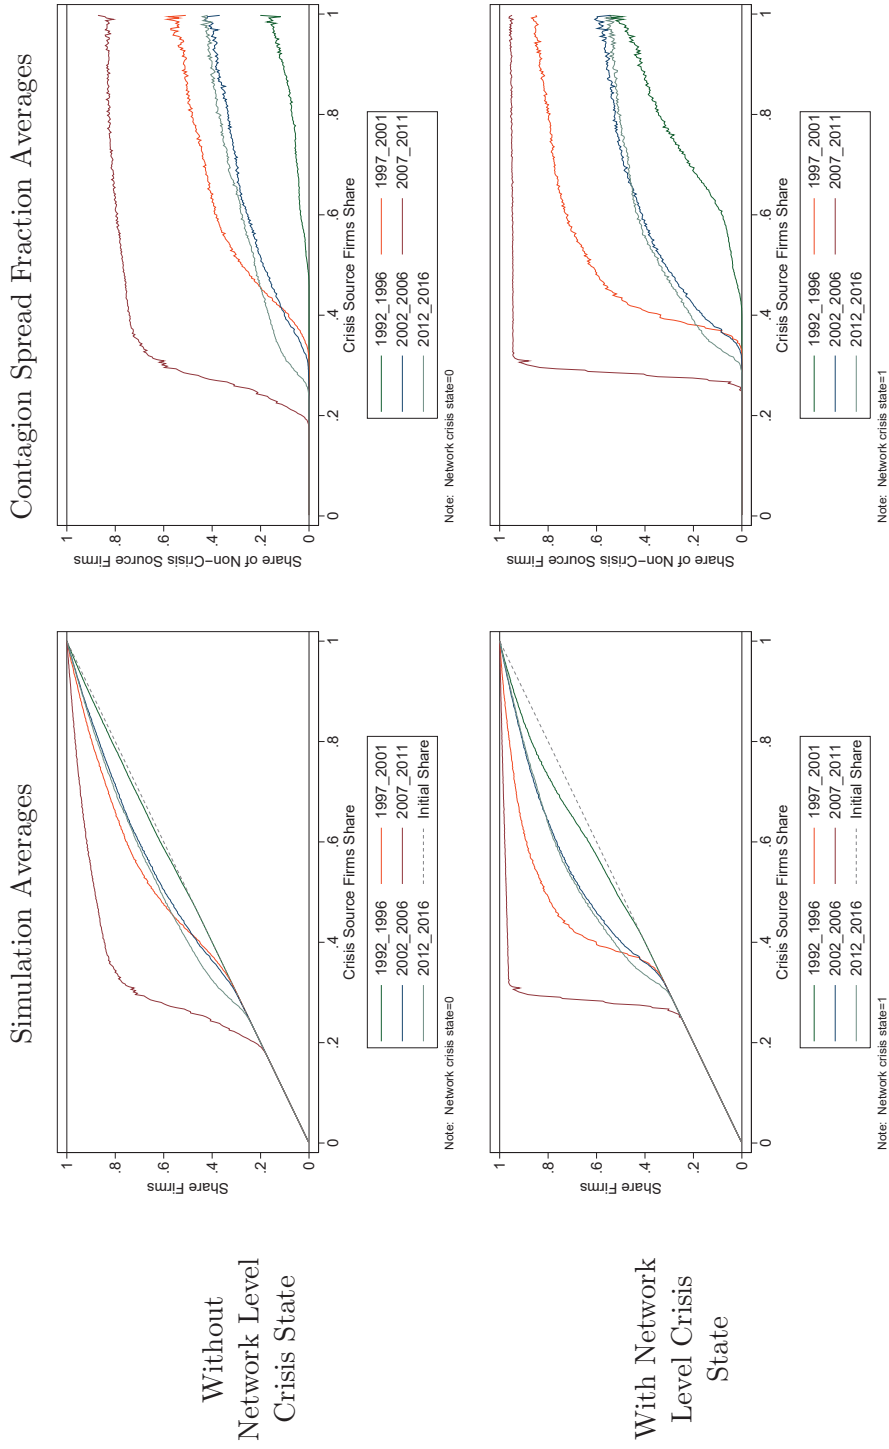 Simulation Averages
Contagion Spread Fraction Averages
Without
Network Level
Crisis State
1
.8
.6
.4
.2
0
Share Firms
0 .2 .4 .6 .8 1
Crisis Source Firms Share
1992_1996 1997_2001
2002_2006 2007_2011
2012_2016 Initial Share
Note: Network crisis state=0
1
.8
.6
.4
.2
0
Share of Non−Crisis Source Firms
0 .2 .4 .6 .8 1
Crisis Source Firms Share
1992_1996 1997_2001
2002_2006 2007_2011
2012_2016
Note: Network crisis state=0
With Network
Level Crisis
State
1
.8
.6
.4
.2
0
Share Firms
0 .2 .4 .6 .8 1
Crisis Source Firms Share
1992_1996 1997_2001
2002_2006 2007_2011
2012_2016 Initial Share
Note: Network crisis state=1
1
.8
.6
.4
.2
0
Share of Non−Crisis Source Firms
0 .2 .4 .6 .8 1
Crisis Source Firms Share
1992_1996 1997_2001
2002_2006 2007_2011
2012_2016
Note: Network crisis state=1